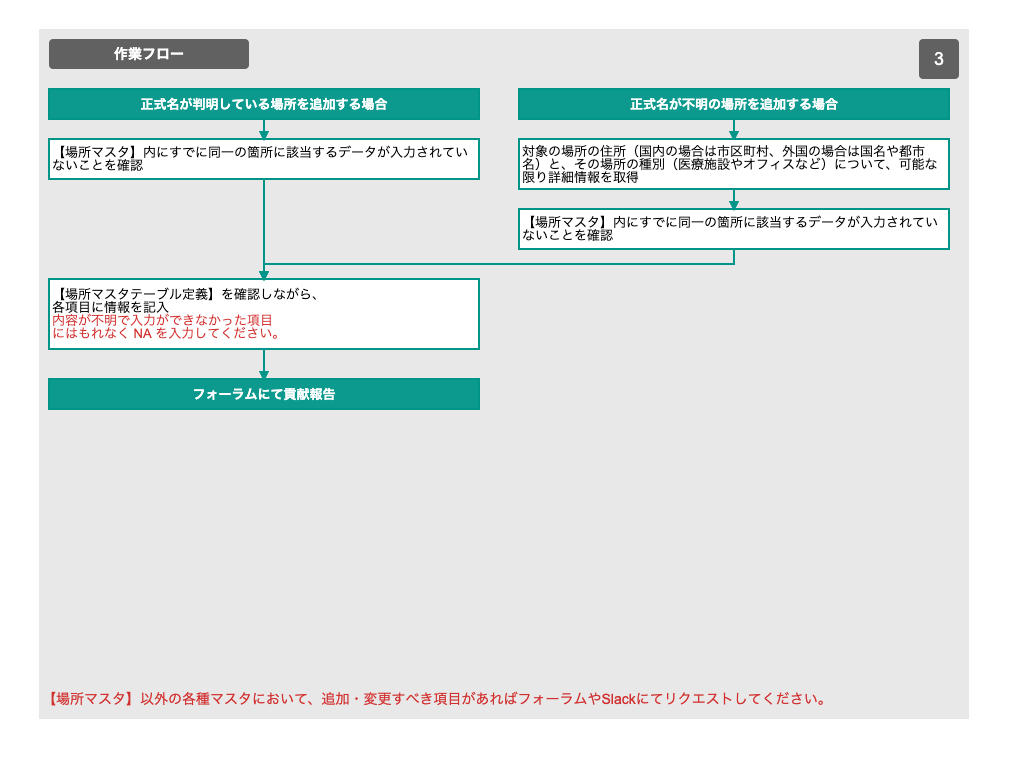 作業フロー
3
正式名が判明している場所を追加する場合
【場所マスタ】内にすでに同一の箇所に該当するデータが入力されてい
ないことを確認
正式名が不明の場所を追加する場合
対象の場所の住所（国内の場合は市区町村、外国の場合は国名や都市
名）と、その場所の種別（医療施設やオフィスなど）について、可能な
限り詳細情報を取得
【場所マスタ】内にすでに同一の箇所に該当するデータが入力されてい
ないことを確認
【場所マスタテーブル定義】を確認しながら、
各項目に情報を記入
内容が不明で入力ができなかった項目
にはもれなく NA を入力してください。
フォーラムにて貢献報告
【場所マスタ】以外の各種マスタにおいて、追加・変更すべき項目があればフォーラムやSlackにてリクエストしてください。